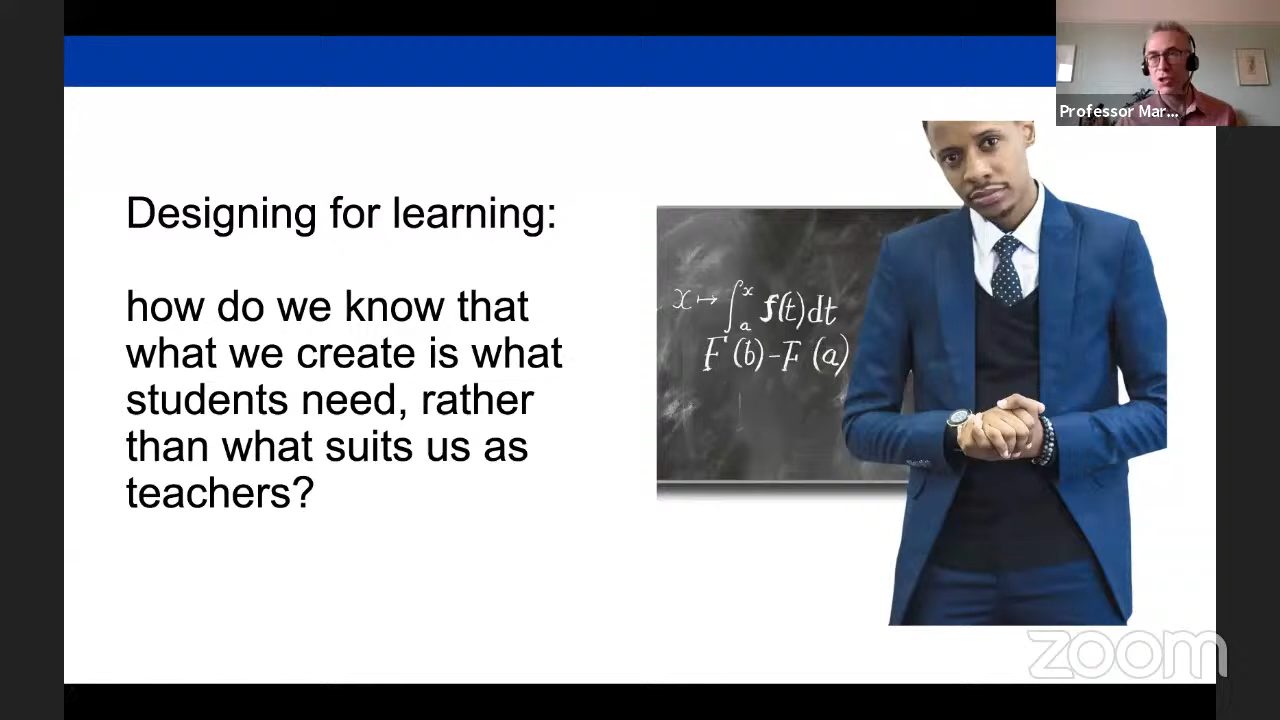 Professor Mar...
Designing for learning:
how do we know that
what we create is what
students need, rather
than what suits us as
teachers?
x ↦ ∫ₐˣ f(t)dt
F(b)-F(a)
zoom